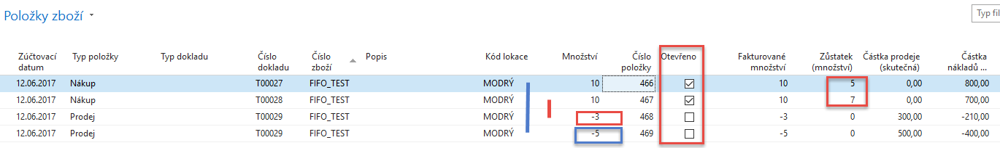 Položky zboží
Typ fil
Zúčtovací datum Typ položky Typ dokladu Číslo dokladu Číslo zboží Popis Kód lokace Množství Číslo položky Otevřeno Fakturované množství Zůstatek (množství) Částka prodeje (skutečná) Částka nákladů ...
12.06.2017 Nákup T00027 FIFO_TEST MODRÝ 10 466 10 5 0,00 800,00
12.06.2017 Nákup T00028 FIFO_TEST MODRÝ 10 467 10 7 0,00 700,00
12.06.2017 Prodej T00029 FIFO_TEST MODRÝ -3 468 -3 0 300,00 -210,00
12.06.2017 Prodej T00029 FIFO_TEST MODRÝ -5 469 -5 0 500,00 -400,00